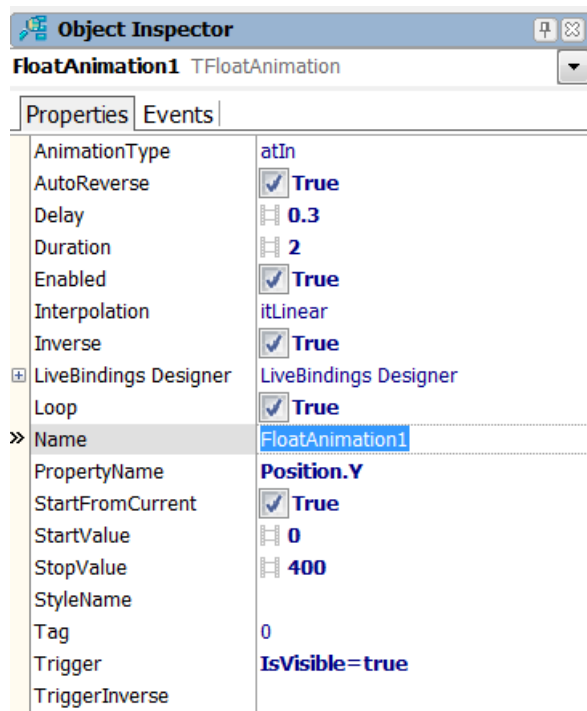 Object Inspector
FloatAnimation1 TFloatAnimation
Properties Events
AnimationType atIn
AutoReverse True
Delay 0.3
Duration 2
Enabled True
Interpolation itLinear
Inverse True
LiveBindings Designer LiveBindings Designer
Loop True
Name FloatAnimation1
PropertyName Position.Y
StartFromCurrent True
StartValue 0
StopValue 400
StyleName
Tag 0
Trigger IsVisible=true
TriggerInverse